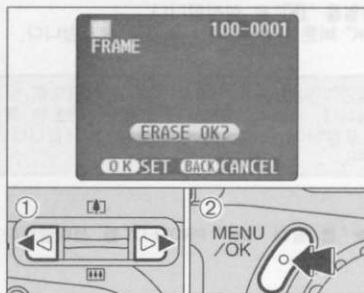 100-0001
FRAME
ERASE OK?
OK SET BACK CANCEL
①
②
MENU
/OK